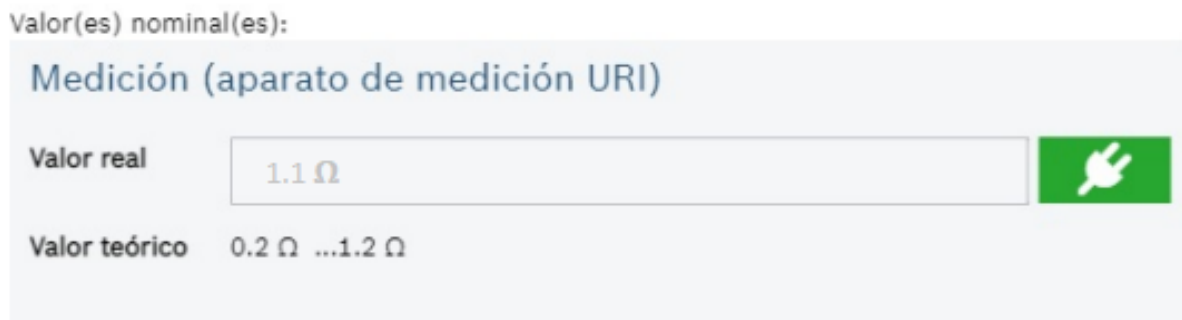 Valor(es) nominal(es):
Medición (aparato de medición URI)
Valor real 1.1 Ω
Valor teórico 0.2 Ω ...1.2 Ω